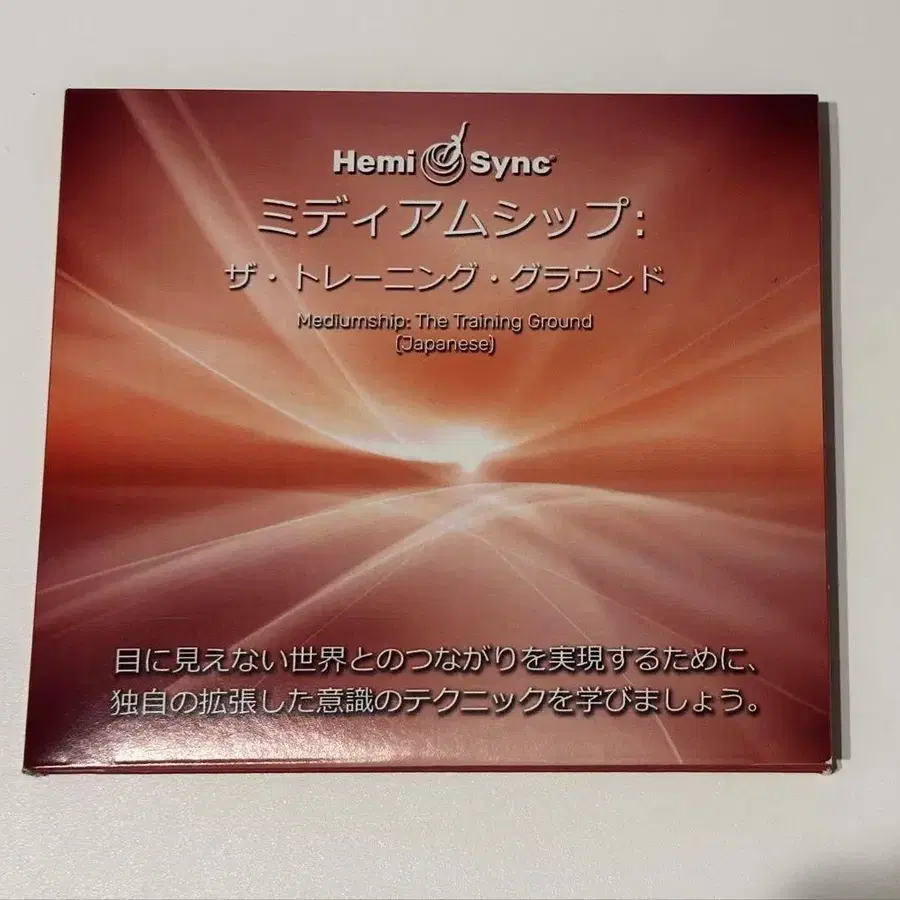 Hemi Sync®
ミディアムシップ:
ザ・トレーニング・グラウンド
Mediumship: The Training Ground
(Japanese)
目に見えない世界とのつながりを実現するために、
独自の拡張した意識のテクニックを学びましょう。